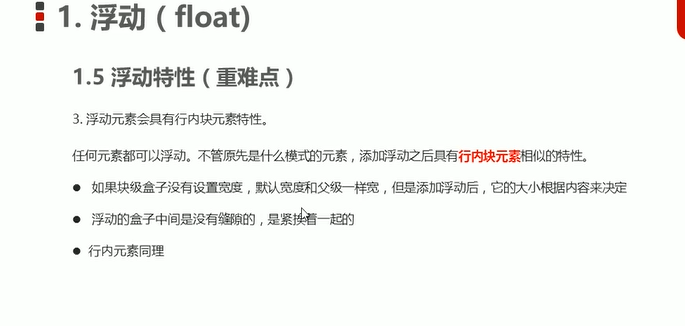 1. 浮动（float)
1.5 浮动特性（重难点）
3. 浮动元素会具有行内块元素特性。
任何元素都可以浮动。不管原先是什么模式的元素，添加浮动之后具有行内块元素相似的特性。
● 如果块级盒子没有设置宽度，默认宽度和父级一样宽，但是添加浮动后，它的大小根据内容来决定
● 浮动的盒子中间是没有缝隙的，是紧挨着一起的
● 行内元素同理